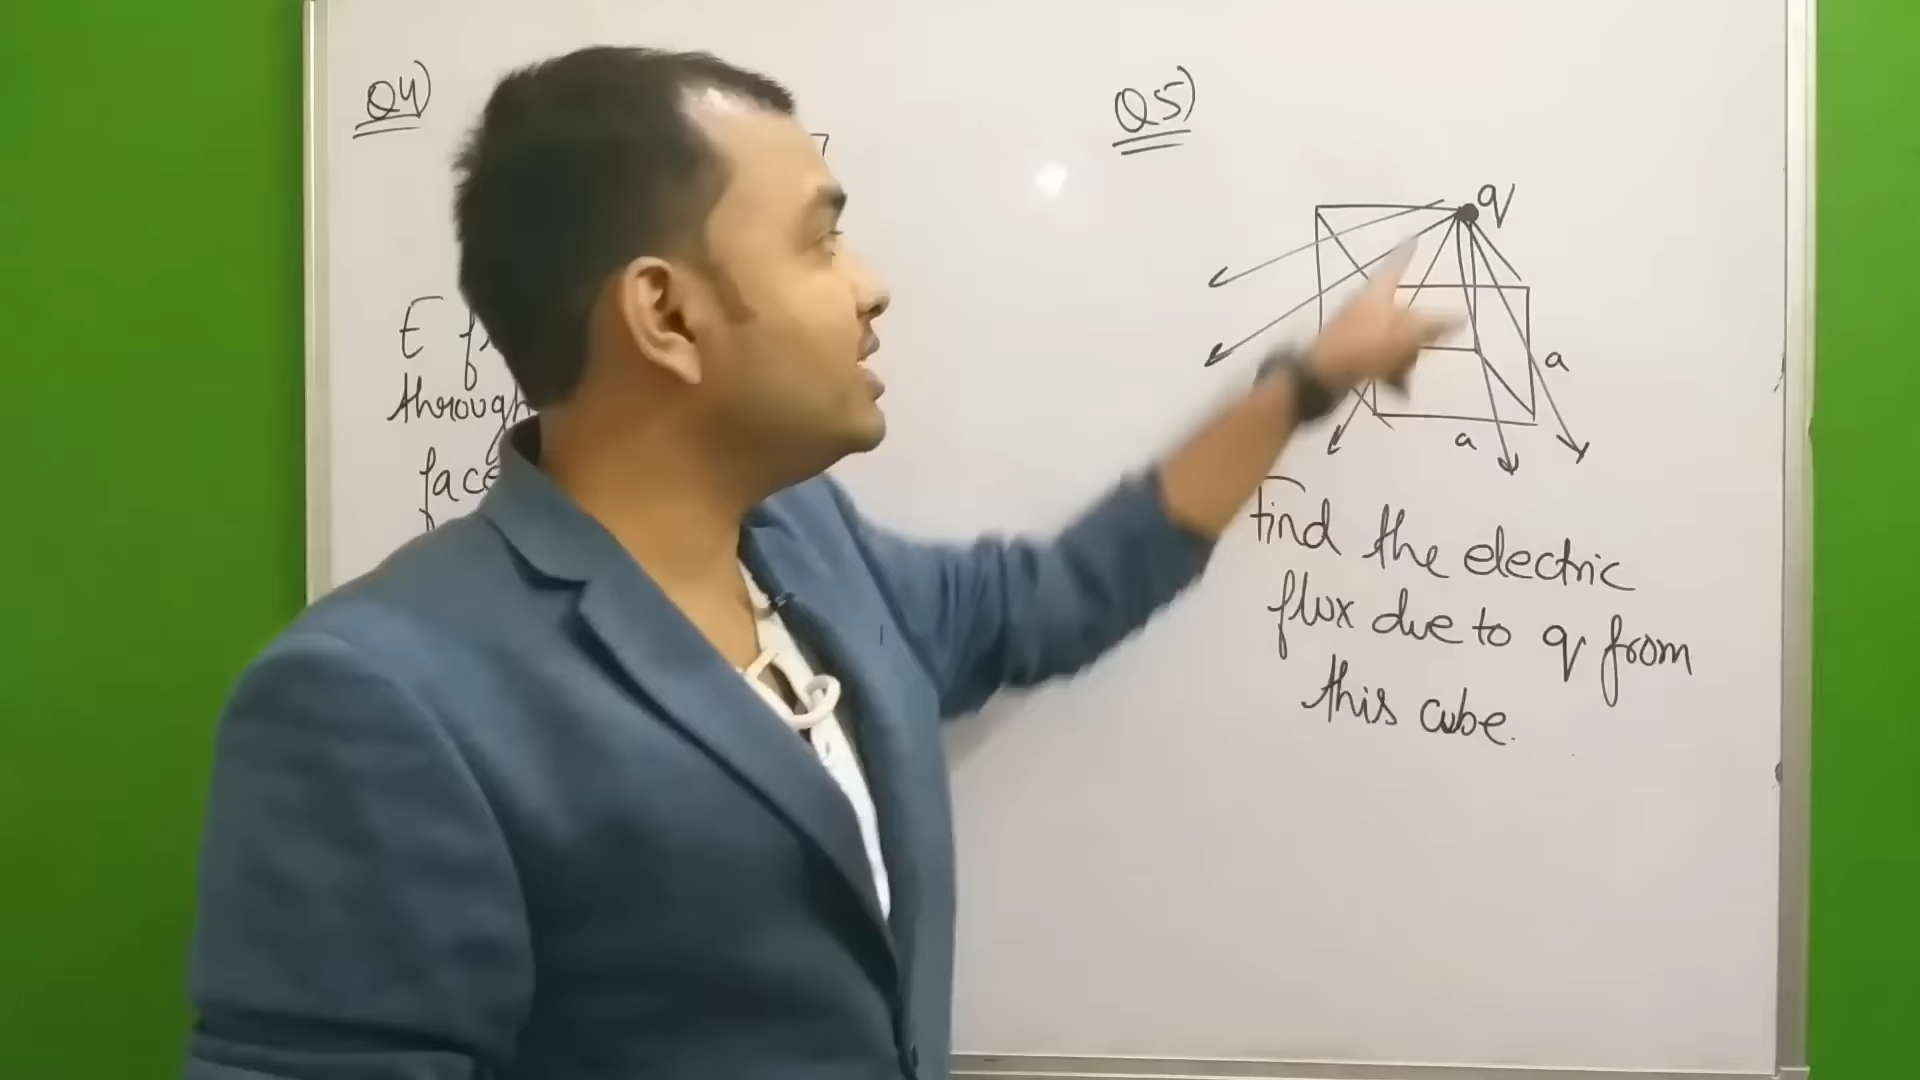 Q4)
E
through
face
Q5)
q
a
a
Find the electric
flux due to q from
this cube.